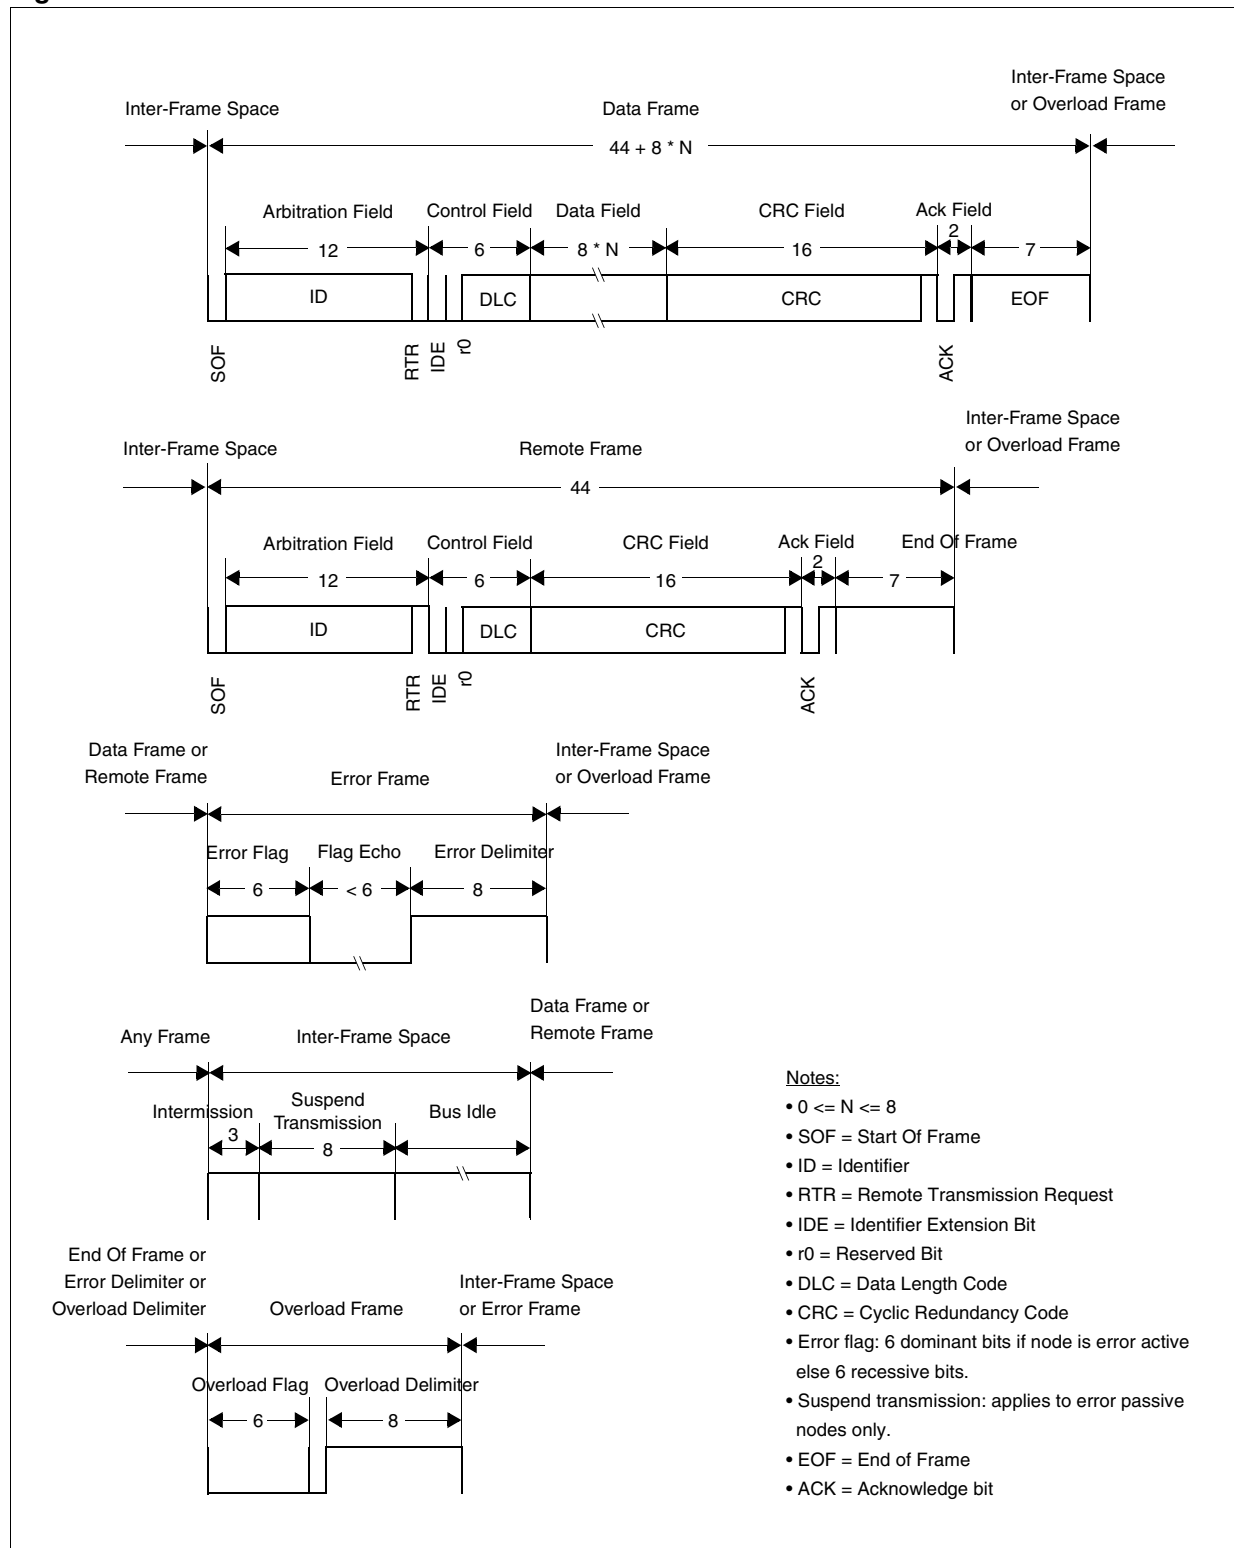 Inter-Frame Space
or Overload Frame
Inter-Frame Space
Data Frame
44 + 8 * N
Arbitration Field
Control Field
Data Field
CRC Field
Ack Field
12
6
8 * N
16
2
7
ID
DLC
CRC
EOF
SOF
RTR
IDE
r0
ACK
Inter-Frame Space
or Overload Frame
Inter-Frame Space
Remote Frame
44
Arbitration Field
Control Field
CRC Field
Ack Field
End Of Frame
12
6
16
2
7
ID
DLC
CRC
SOF
RTR
IDE
r0
ACK
Data Frame or
Remote Frame
Error Frame
Inter-Frame Space
or Overload Frame
Error Flag
Flag Echo
Error Delimiter
6
< 6
8
Any Frame
Inter-Frame Space
Data Frame or
Remote Frame
Intermission
3
Suspend
Transmission
8
Bus Idle
End Of Frame or
Error Delimiter or
Overload Delimiter
Overload Frame
Inter-Frame Space
or Error Frame
Overload Flag
Overload Delimiter
6
8
Notes:
• 0 <= N <= 8
• SOF = Start Of Frame
• ID = Identifier
• RTR = Remote Transmission Request
• IDE = Identifier Extension Bit
• r0 = Reserved Bit
• DLC = Data Length Code
• CRC = Cyclic Redundancy Code
• Error flag: 6 dominant bits if node is error active
else 6 recessive bits.
• Suspend transmission: applies to error passive
nodes only.
• EOF = End of Frame
• ACK = Acknowledge bit